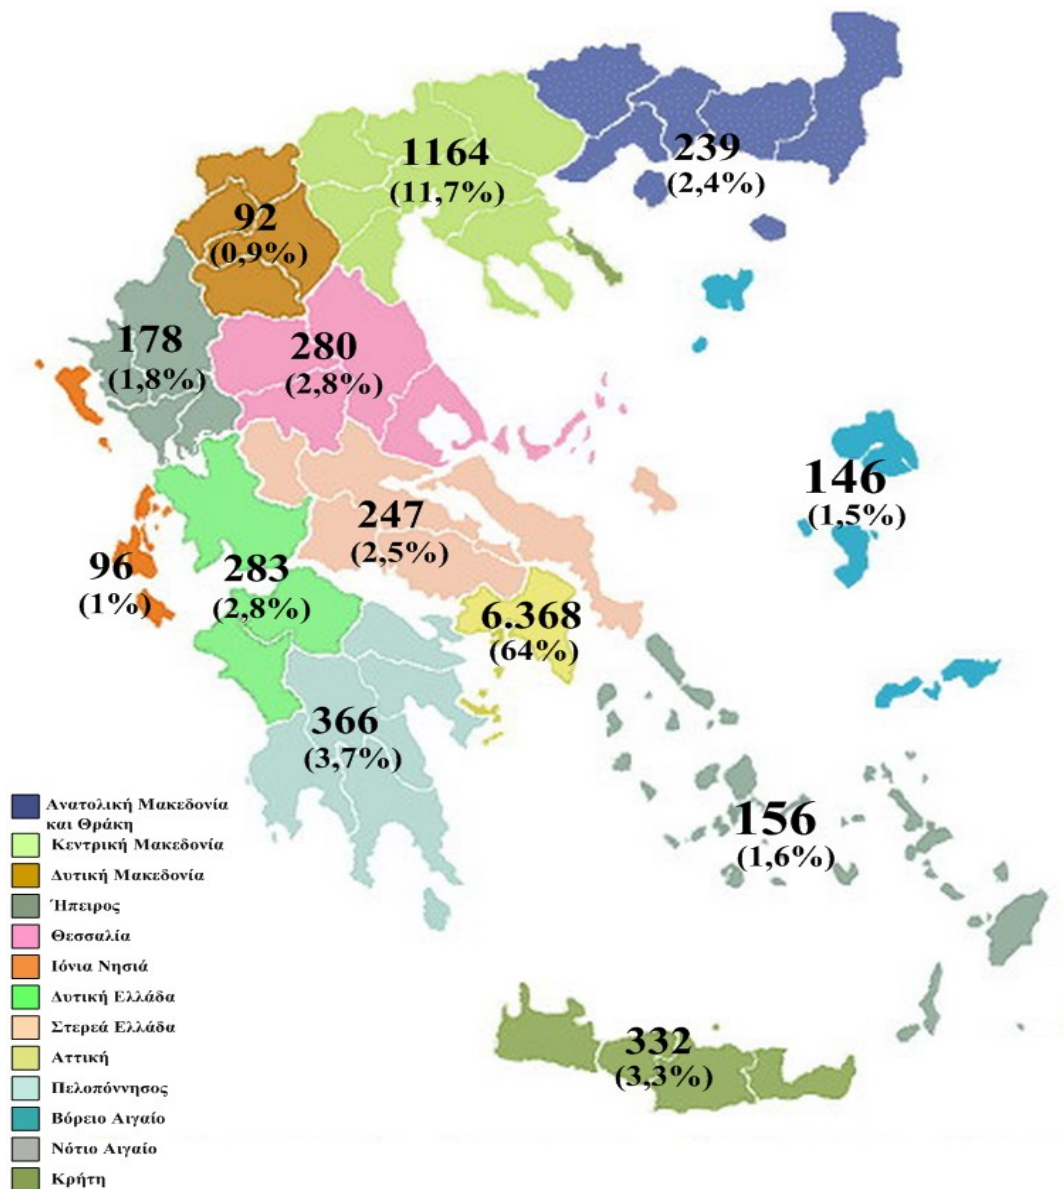 1164
(11,7%)
239
(2,4%)
92
(0,9%)
178
(1,8%)
280
(2,8%)
146
(1,5%)
247
(2,5%)
96
(1%)
283
(2,8%)
6.368
(64%)
366
(3,7%)
156
(1,6%)
332
(3,3%)
Ανατολική Μακεδονία
και Θράκη
Κεντρική Μακεδονία
Δυτική Μακεδονία
Ήπειρος
Θεσσαλία
Ιόνια Νησιά
Δυτική Ελλάδα
Στερεά Ελλάδα
Αττική
Πελοπόννησος
Βόρειο Αιγαίο
Νότιο Αιγαίο
Κρήτη